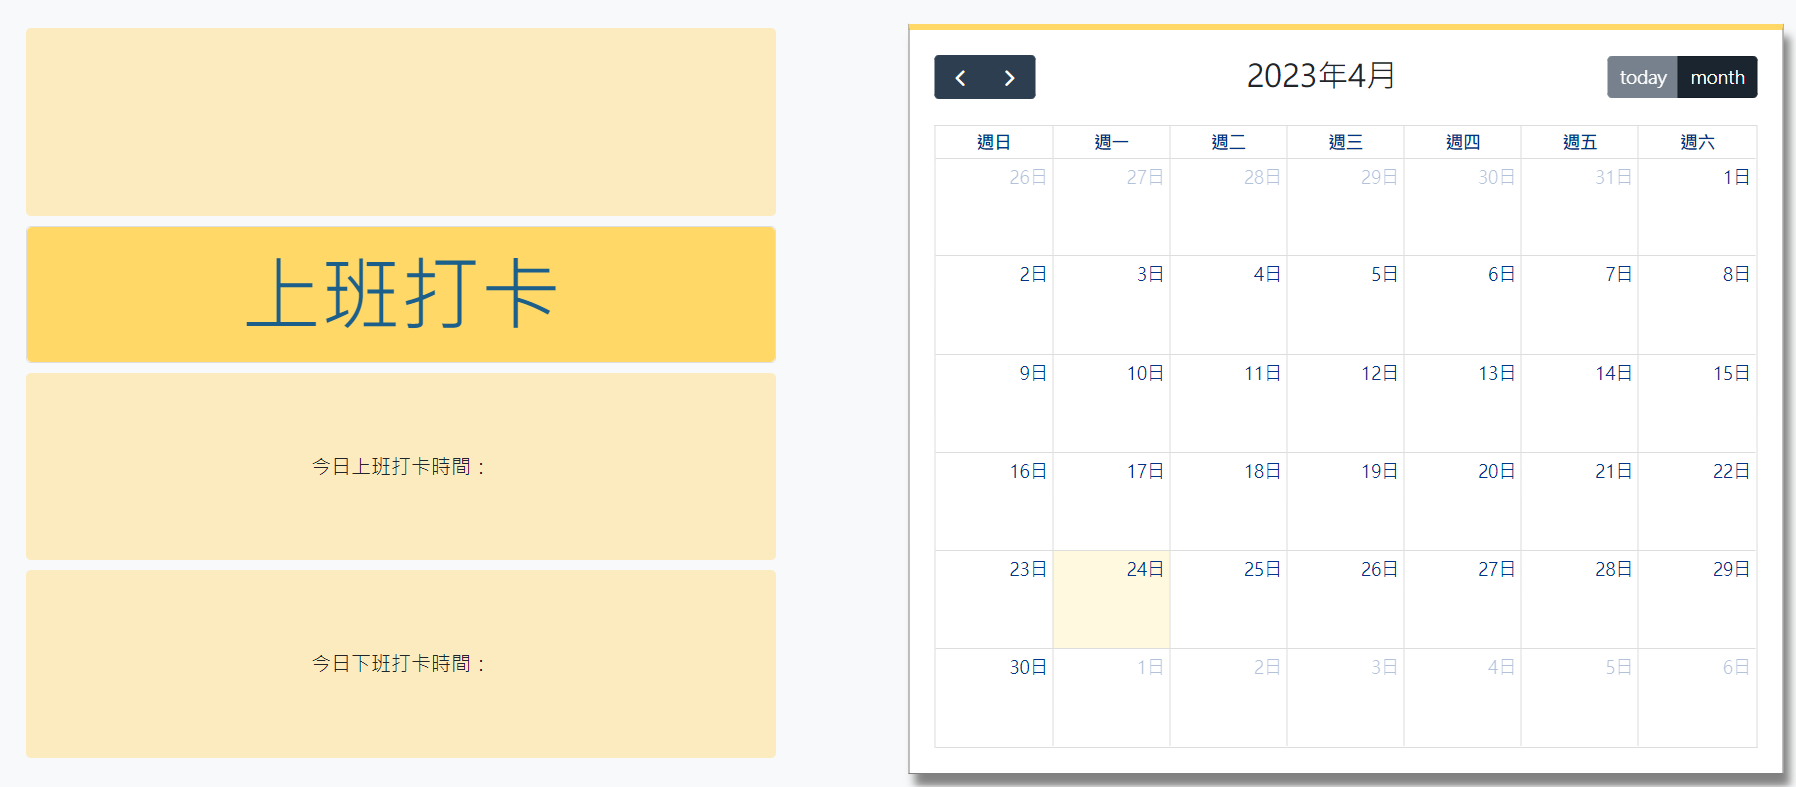 上班打卡
今日上班打卡時間：
今日下班打卡時間：
2023年4月
today month
週日 週一 週二 週三 週四 週五 週六
26日 27日 28日 29日 30日 31日 1日
2日 3日 4日 5日 6日 7日 8日
9日 10日 11日 12日 13日 14日 15日
16日 17日 18日 19日 20日 21日 22日
23日 24日 25日 26日 27日 28日 29日
30日 1日 2日 3日 4日 5日 6日